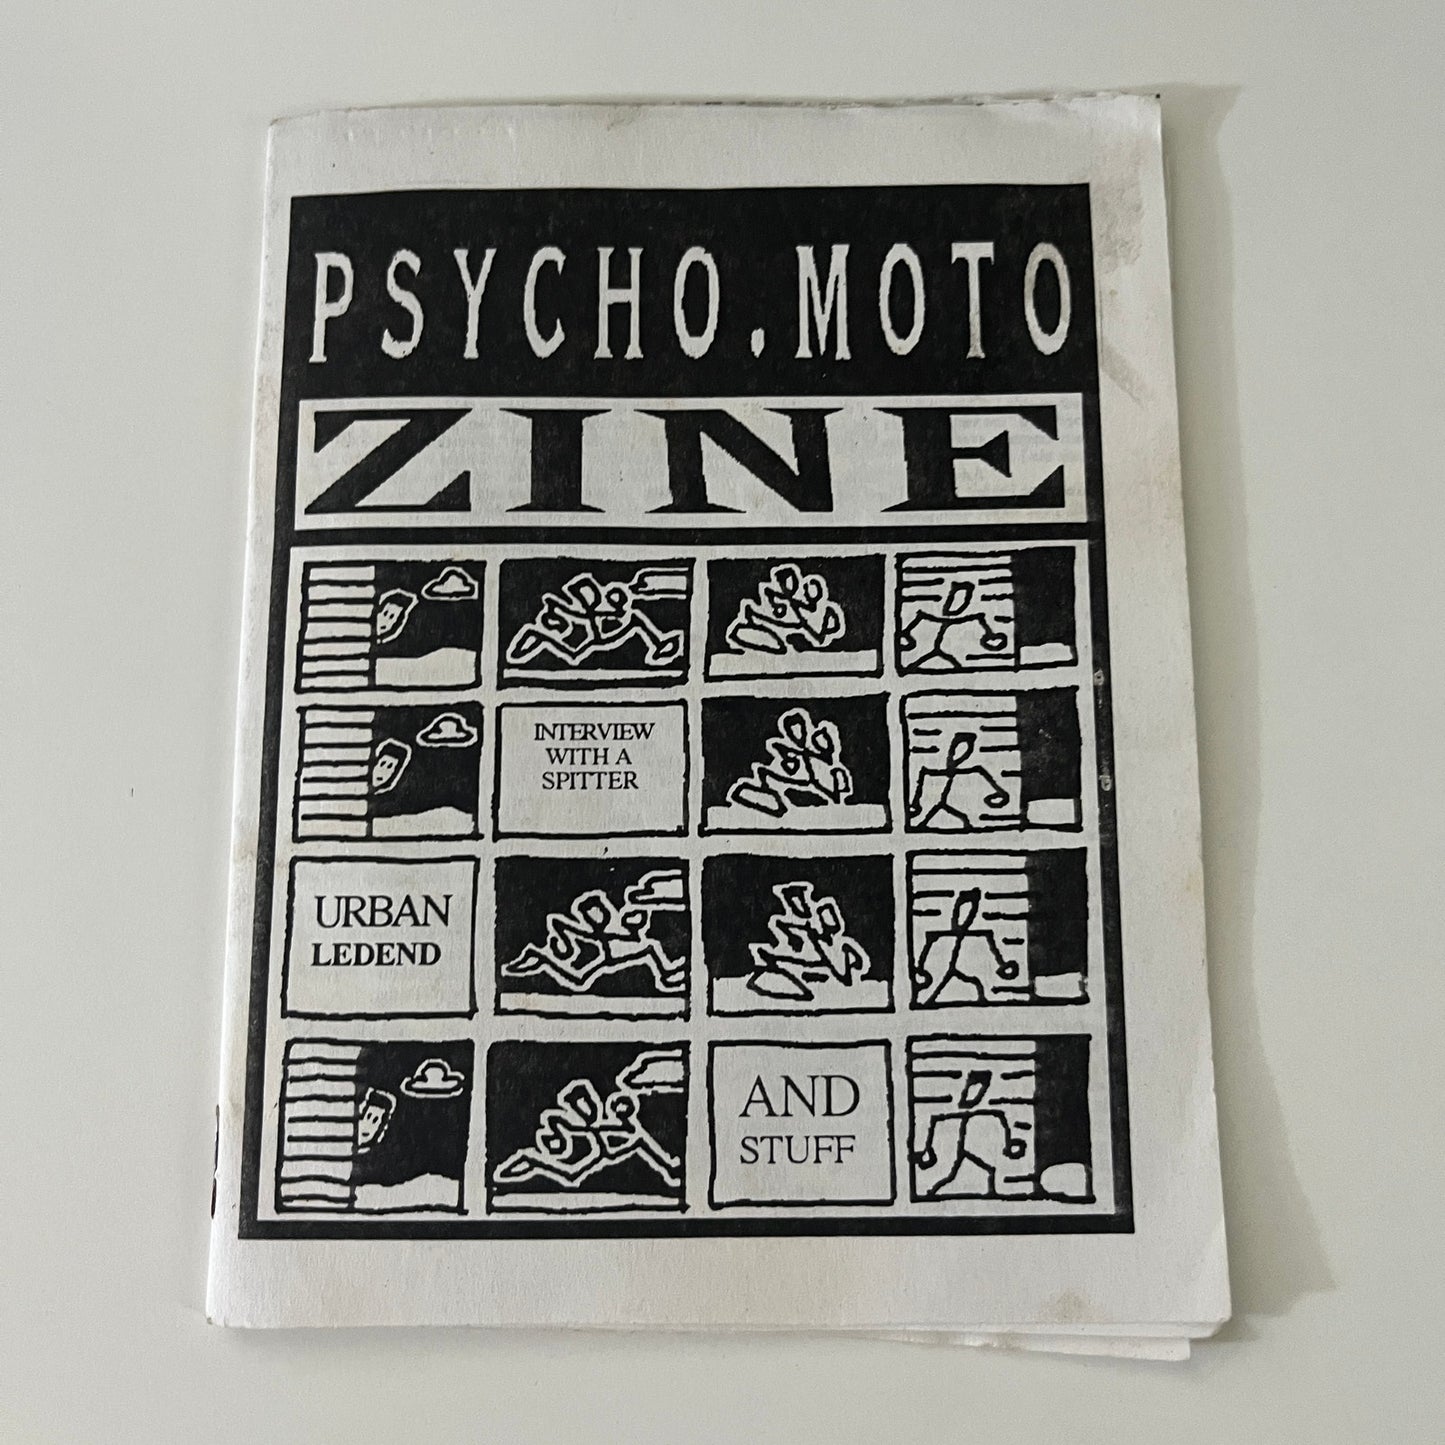 PSYCHO.MOTO
ZINE
INTERVIEW
WITH A
SPITTER
URBAN
LEDEND
AND
STUFF